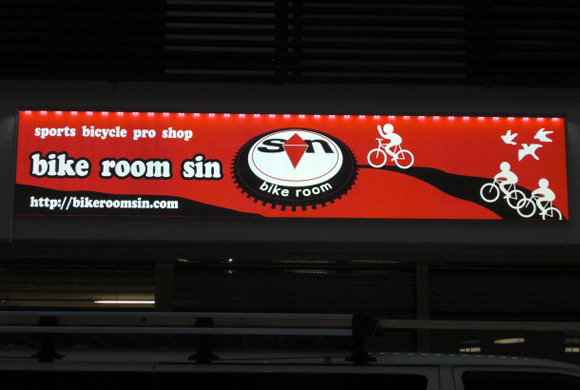 sports bicycle pro shop
bike room sin
http://bikeroomsin.com
sin
bike room